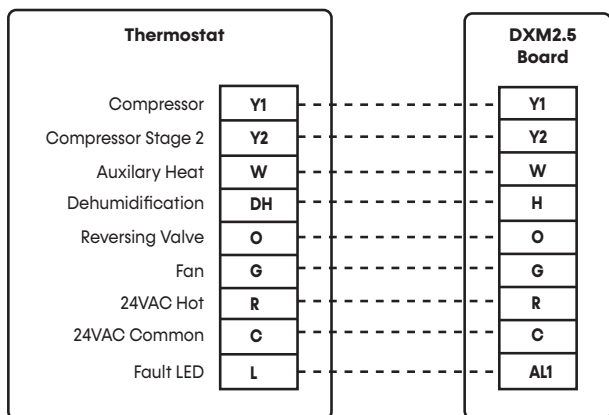 Thermostat
DXM2.5
Board
Compressor Y1 Y1
Compressor Stage 2 Y2 Y2
Auxilary Heat W W
Dehumidification DH H
Reversing Valve O O
Fan G G
24VAC Hot R R
24VAC Common C C
Fault LED L AL1